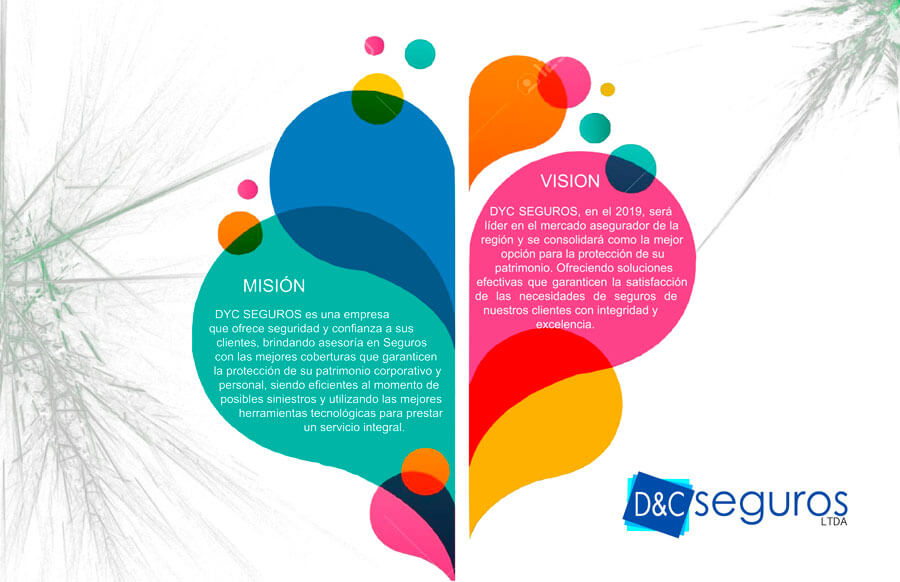 MISIÓN
DYC SEGUROS es una empresa
que ofrece seguridad y confianza a sus
clientes, brindando asesoría en Seguros
con las mejores coberturas que garanticen
la protección de su patrimonio corporativo y
personal, siendo eficientes al momento de
posibles siniestros y utilizando las mejores
herramientas tecnológicas para prestar
un servicio integral.
VISION
DYC SEGUROS, en el 2019, será
líder en el mercado asegurador de la
región y se consolidará como la mejor
opción para la protección de su
patrimonio. Ofreciendo soluciones
efectivas que garanticen la satisfacción
de las necesidades de seguros de
nuestros clientes con integridad y
excelencia.
D&C seguros
LTDA